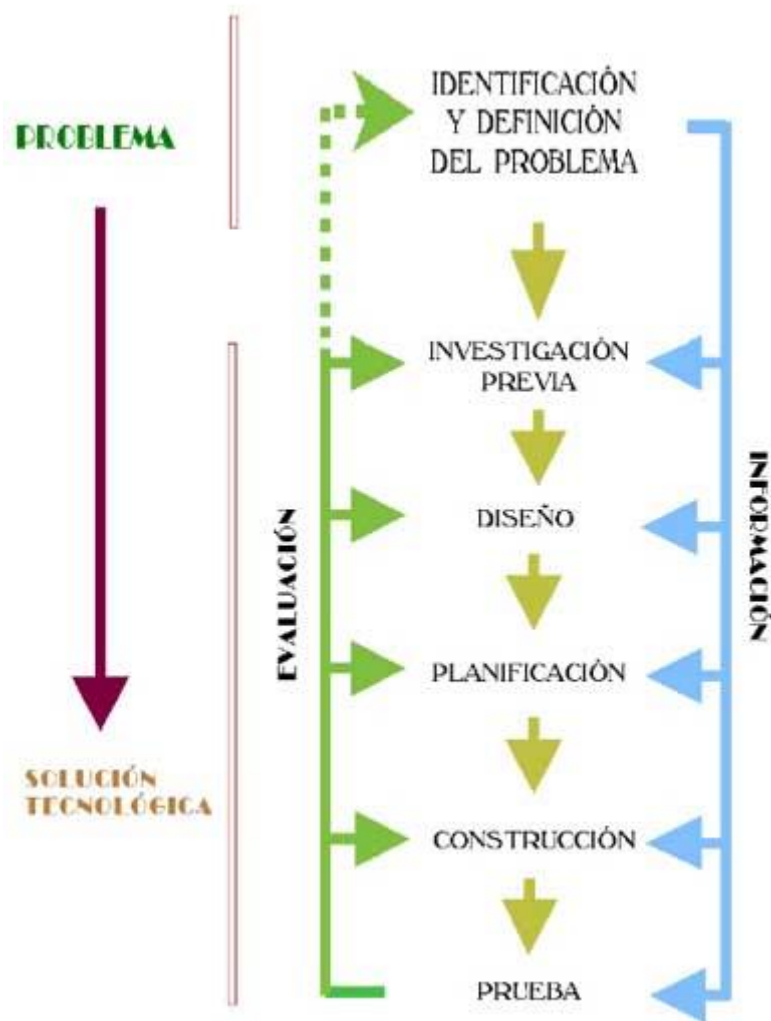 PROBLEMA
SOLUCIÓN
TECNOLÓGICA
EVALUACIÓN
IDENTIFICACIÓN
Y DEFINICIÓN
DEL PROBLEMA
INVESTIGACIÓN
PREVIA
DISEÑO
PLANIFICACIÓN
CONSTRUCCIÓN
PRUEBA
INFORMACIÓN